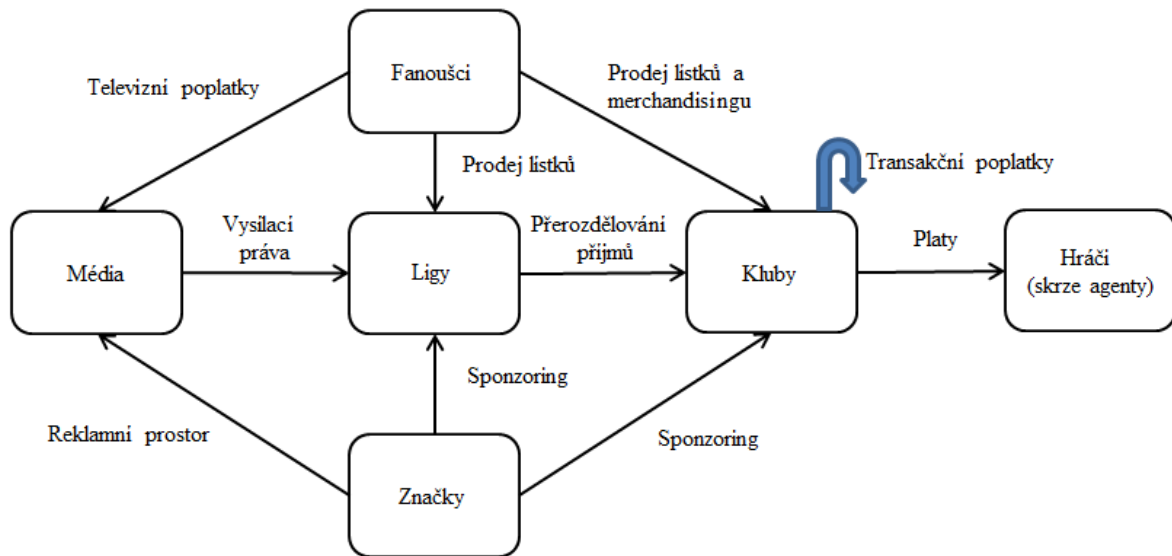 Fanoušci
Televizní poplatky
Prodej lístků a
merchandisingu
Prodej lístků
Transakční poplatky
Média
Vysílací
práva
Ligy
Přerozdělování
příjmů
Kluby
Platy
Hráči
(skrze agenty)
Reklamní prostor
Sponzoring
Sponzoring
Značky